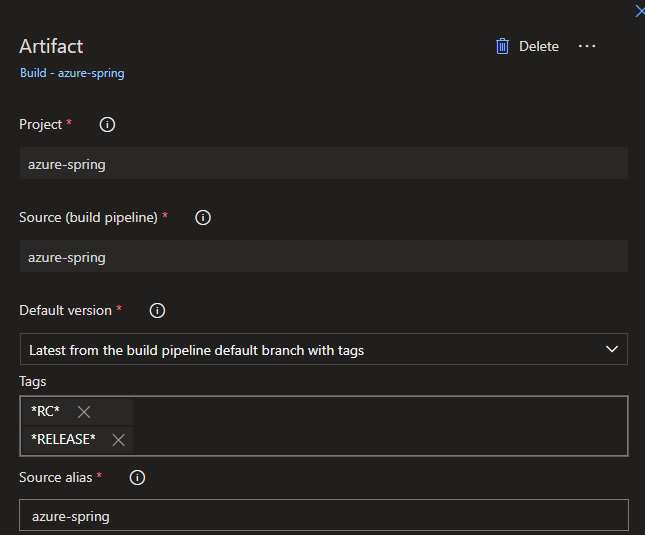 Artifact
Delete
Build - azure-spring
Project *
azure-spring
Source (build pipeline) *
azure-spring
Default version *
Latest from the build pipeline default branch with tags
Tags
*RC*
*RELEASE*
Source alias *
azure-spring